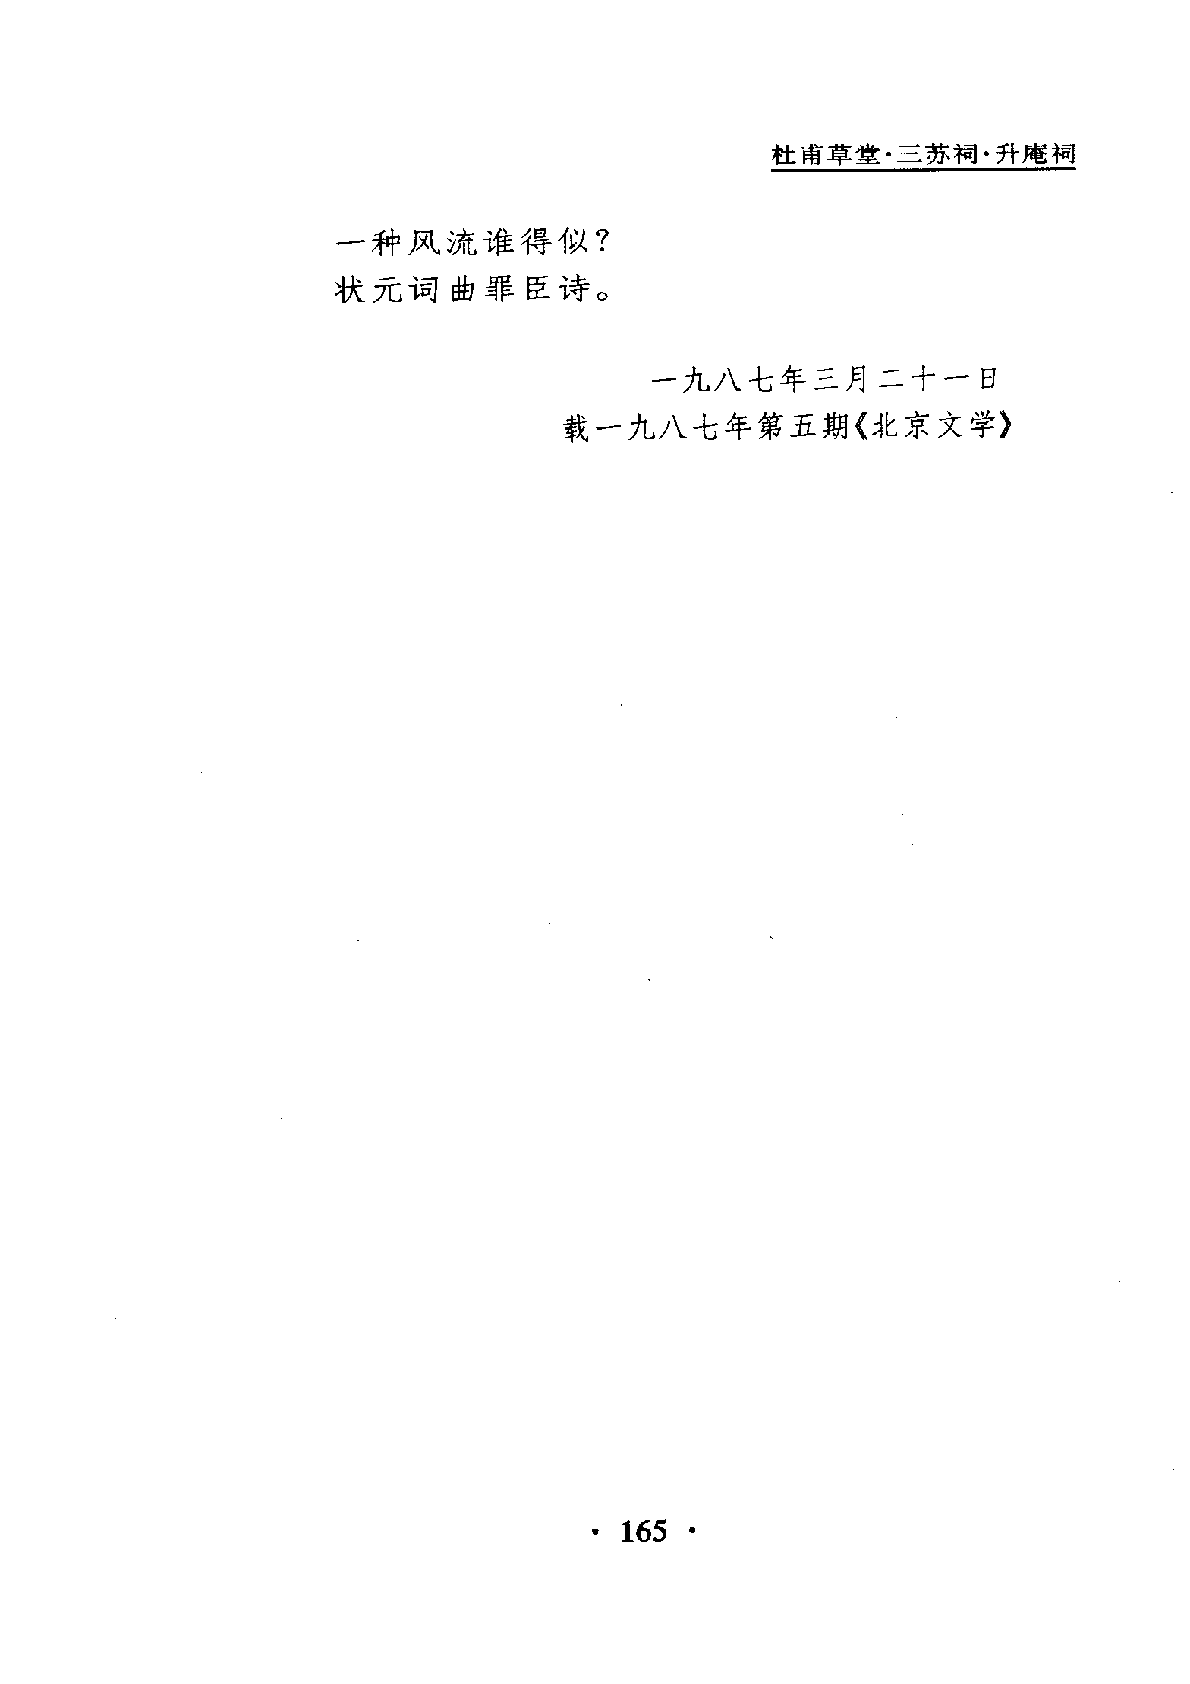 杜甫草堂·三苏祠·升庵祠
一种风流谁得似？
状元词曲罪臣诗。
一九八七年三月二十一日
载一九八七年第五期《北京文学》
· 165 ·